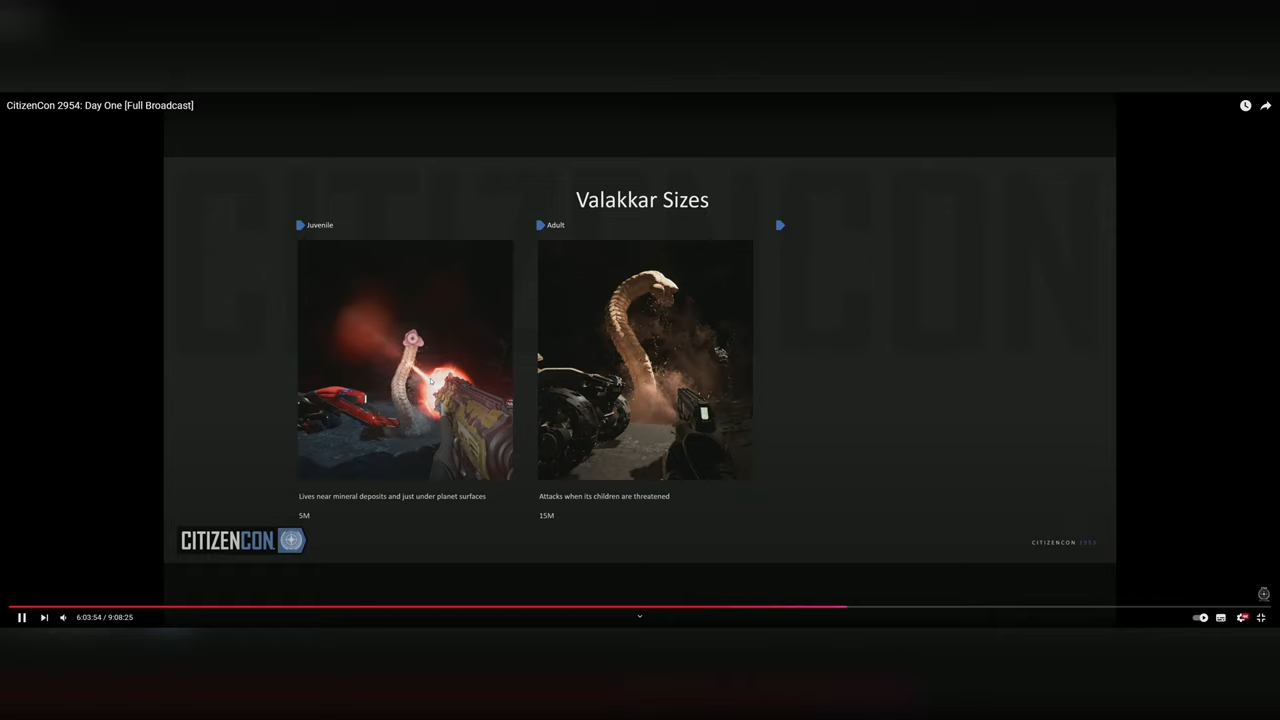 CitizenCon 2954: Day One [Full Broadcast]
Valakkar Sizes
Juvenile
Adult
Lives near mineral deposits and just under planet surfaces
Attacks when its children are threatened
5M
15M
CITIZENCON
CITIZENCON
6:03:54 / 9:08:25